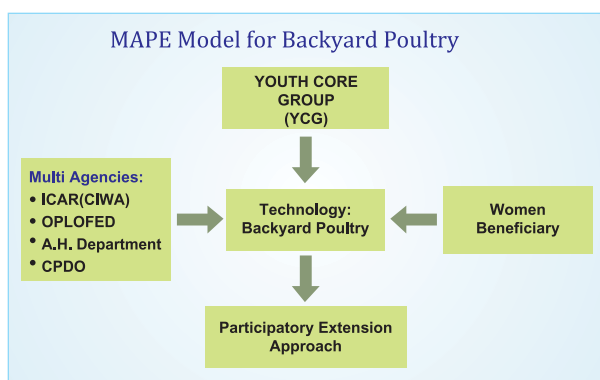 MAPE Model for Backyard Poultry
YOUTH CORE
GROUP
(YCG)
Multi Agencies:
• ICAR(CIWA)
• OPLOFED
• A.H. Department
• CPDO
Technology:
Backyard Poultry
Women
Beneficiary
Participatory Extension
Approach